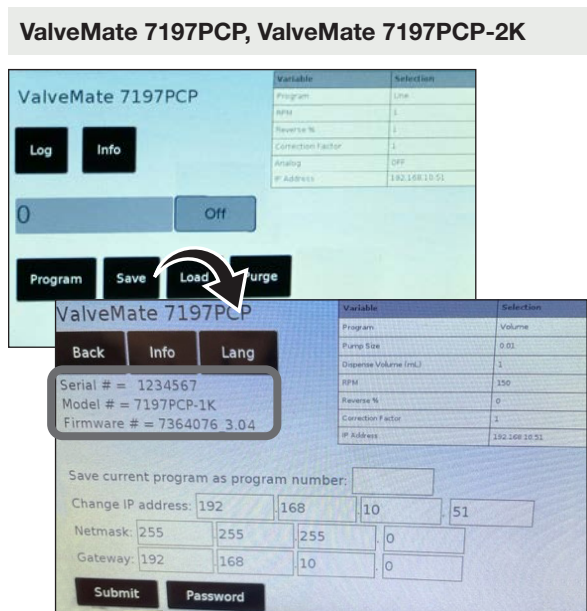 ValveMate 7197PCP, ValveMate 7197PCP-2K
ValveMate 7197PCP
Variable Selection
Program Line
RPM 1
Reverse % 1
Correction Factor 1
Analog OFF
IP Address 192.168.10.51
Log Info
0 Off
Program Save Load Purge
ValveMate 7197PCP
Variable Selection
Program Volume
Pump Size 0.01
Dispense Volume (mL) 1
RPM 150
Reverse % 0
Correction Factor 1
IP Address 192.168.10.51
Back Info Lang
Serial # = 1234567
Model # = 7197PCP-1K
Firmware # = 7364076_3.04
Save current program as program number:
Change IP address: 192 .168 .10 . 51
Netmask: 255 .255 .255 . 0
Gateway: 192 .168 .10 . 0
Submit Password